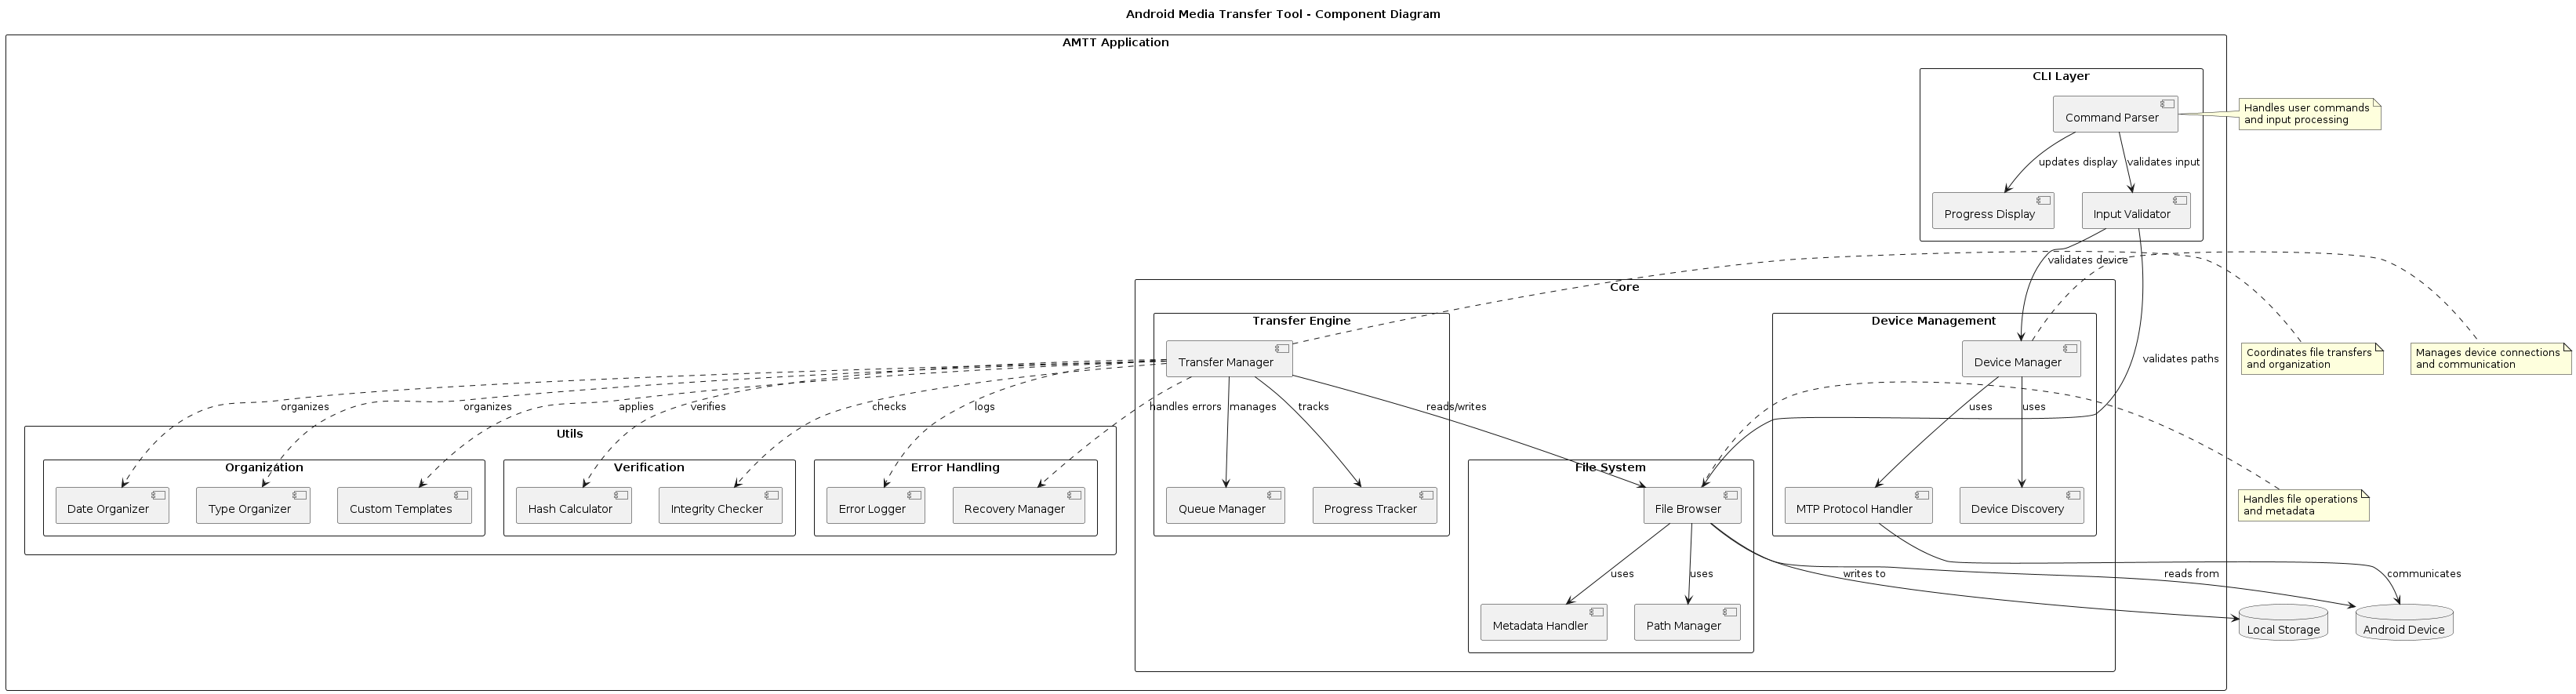 Android Media Transfer Tool - Component Diagram
AMTT Application
CLI Layer
Command Parser
Handles user commands
and input processing
updates display
validates input
Progress Display
Input Validator
validates device
Core
Transfer Engine
Device Management
Transfer Manager
Device Manager
validates paths
Coordinates file transfers
and organization
Manages device connections
and communication
organizes
organizes
applies
verifies
checks
logs
handles errors
manages
tracks
reads/writes
uses
uses
Utils
Organization
Verification
Error Handling
File System
Date Organizer
Type Organizer
Custom Templates
Hash Calculator
Integrity Checker
Error Logger
Recovery Manager
Queue Manager
Progress Tracker
File Browser
MTP Protocol Handler
Device Discovery
Handles file operations
and metadata
uses
uses
writes to
reads from
communicates
Metadata Handler
Path Manager
Local Storage
Android Device